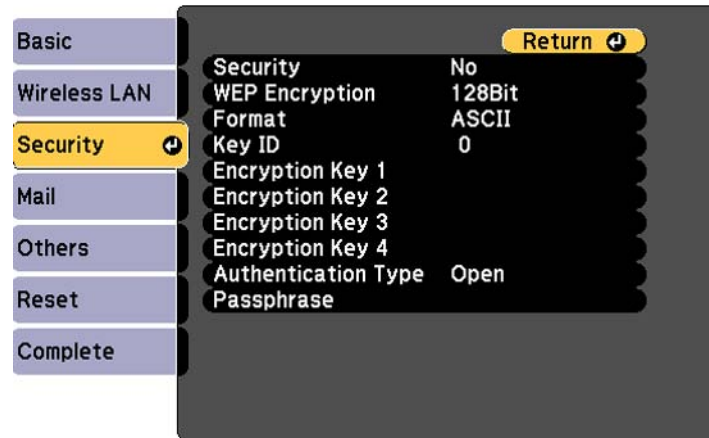 Basic
Wireless LAN
Security
Mail
Others
Reset
Complete
Return
Security No
WEP Encryption 128Bit
Format ASCII
Key ID 0
Encryption Key 1
Encryption Key 2
Encryption Key 3
Encryption Key 4
Authentication Type Open
Passphrase